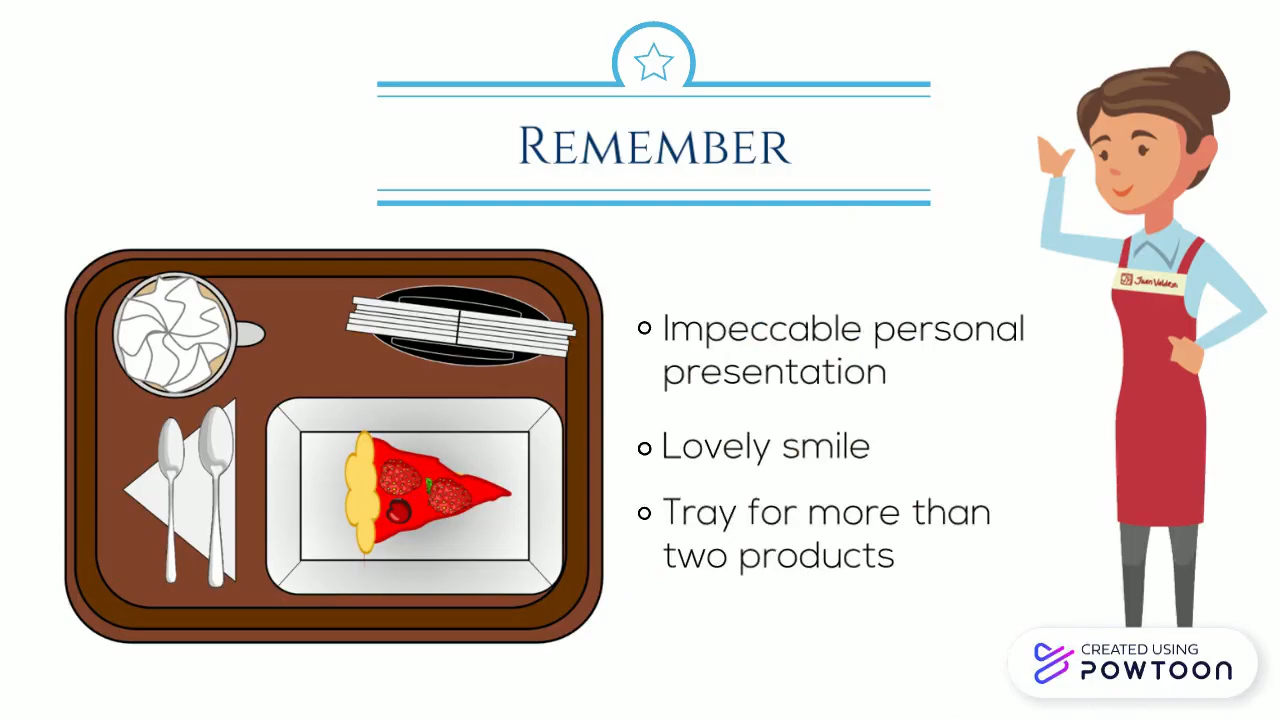 REMEMBER
Impeccable personal
presentation
Lovely smile
Tray for more than
two products
Juan Valdez
CREATED USING
POWTOON